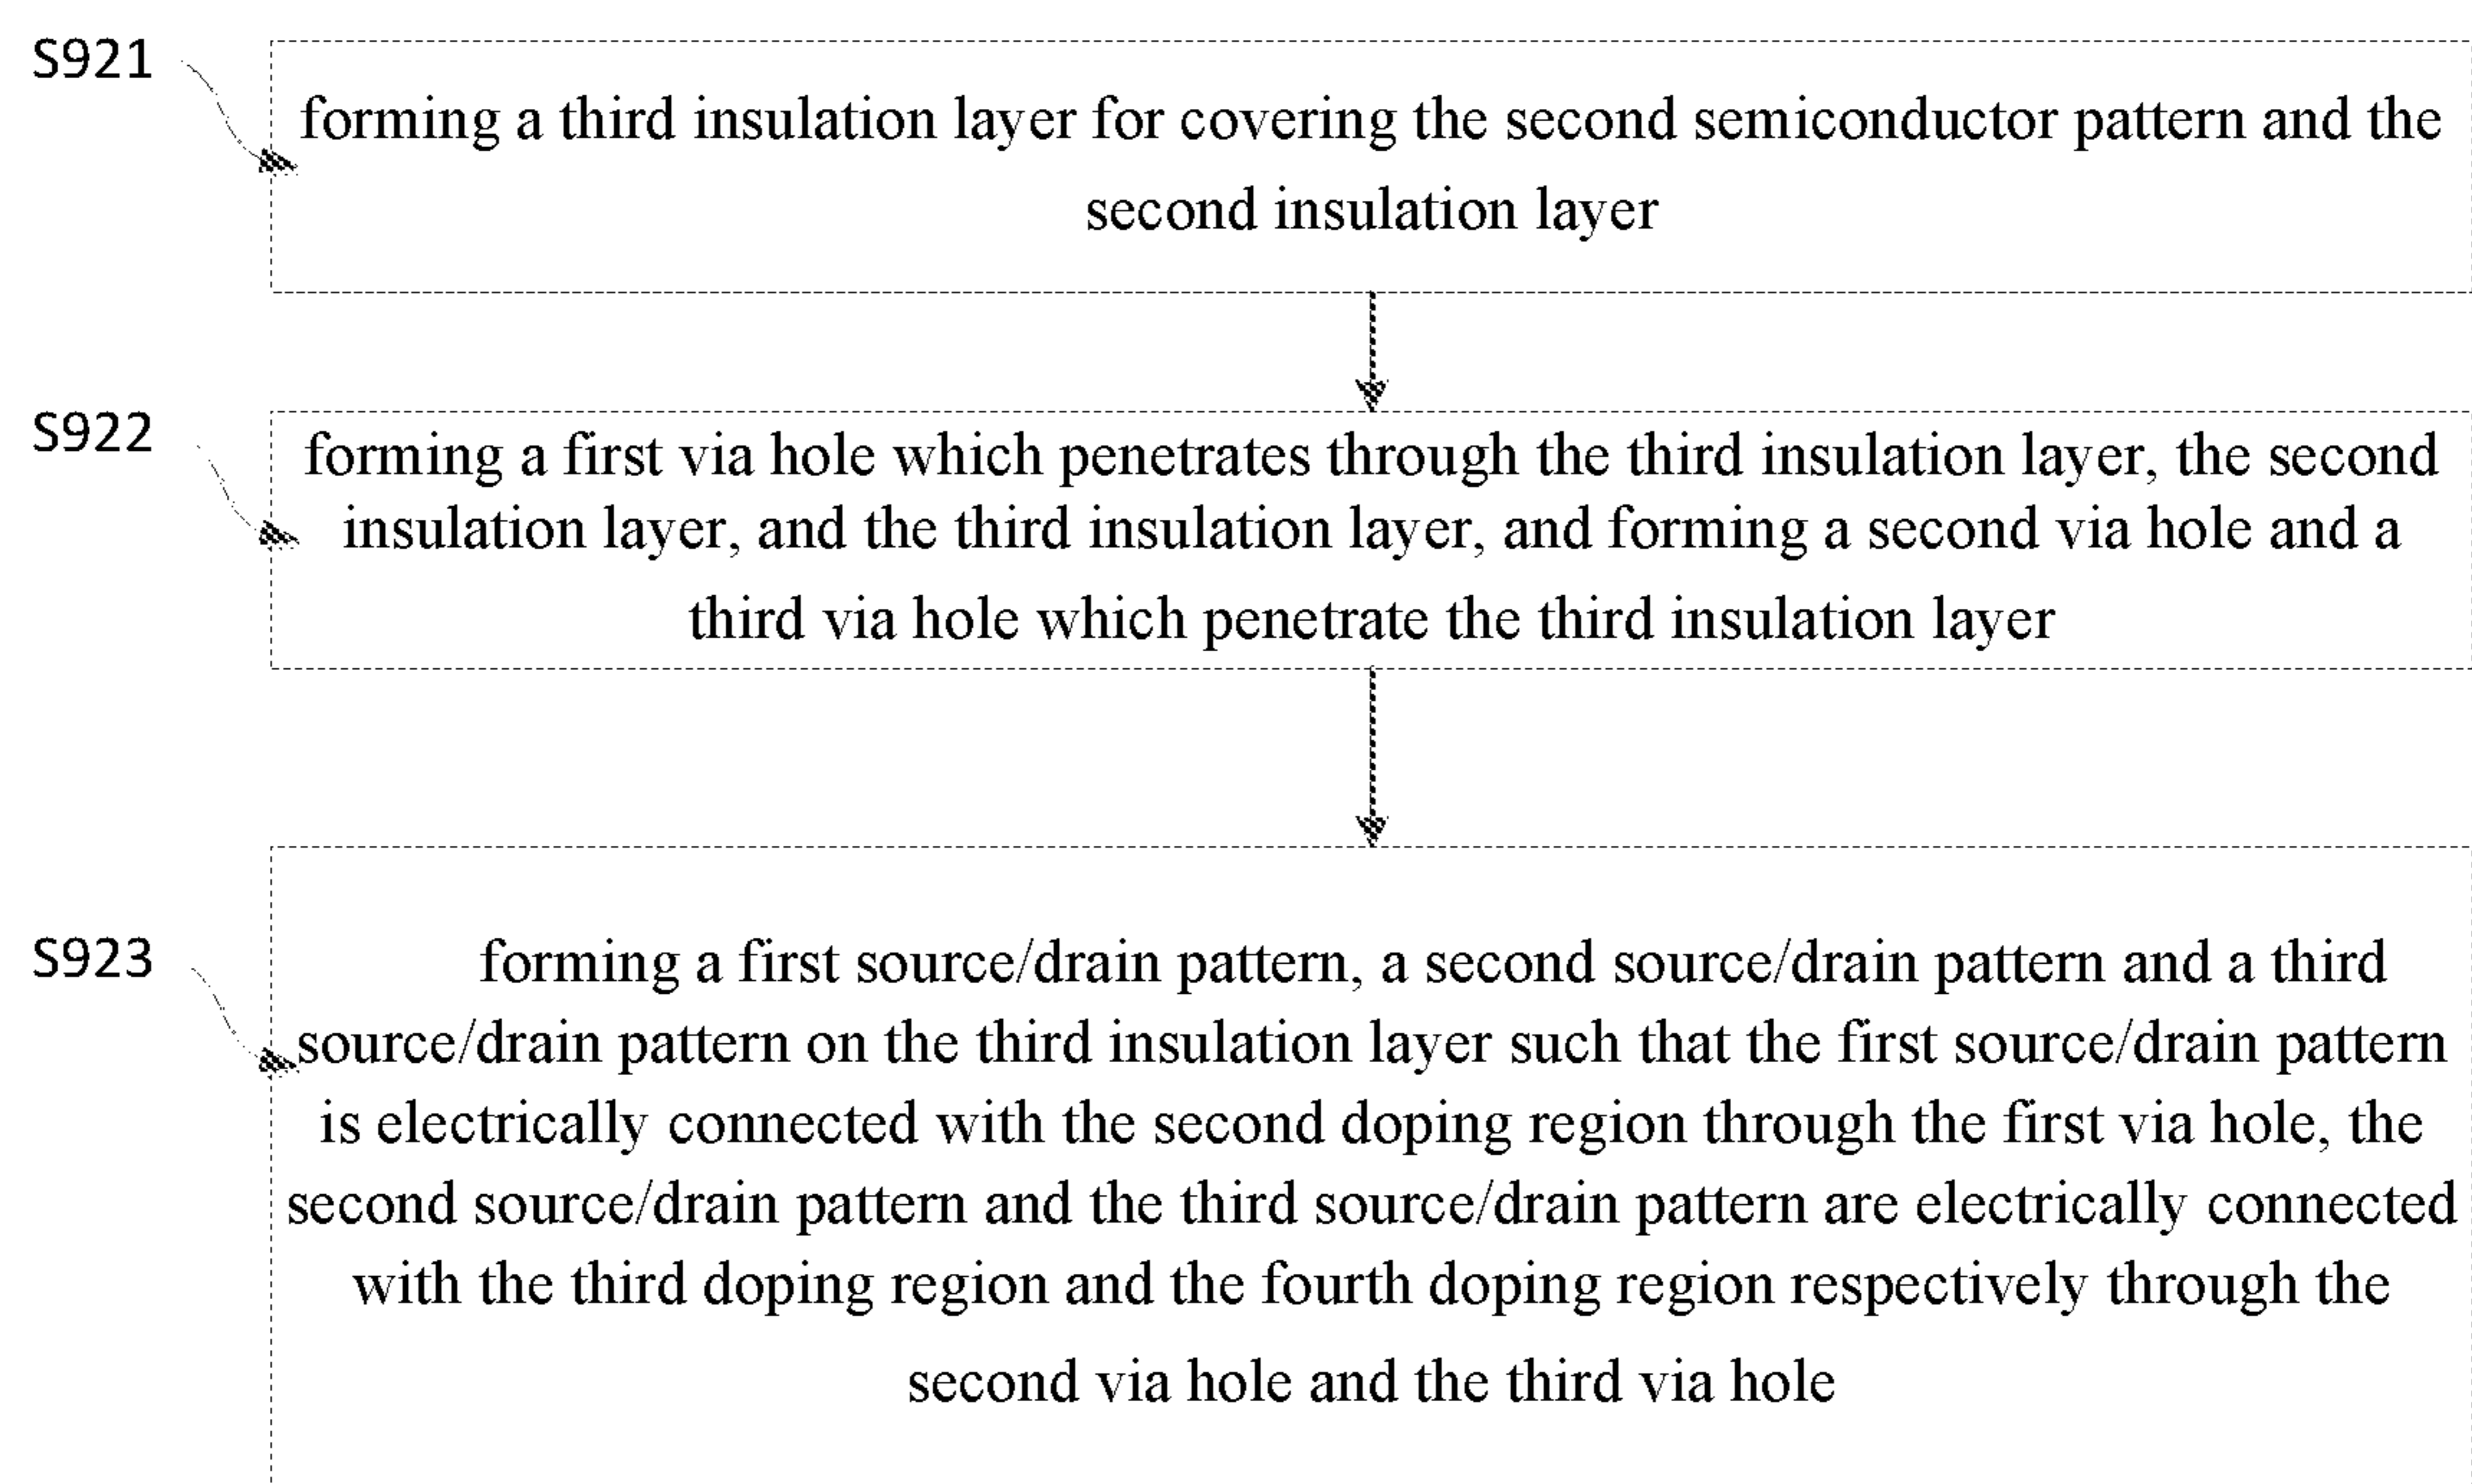 S921
forming a third insulation layer for covering the second semiconductor pattern and the
second insulation layer
S922
forming a first via hole which penetrates through the third insulation layer, the second
insulation layer, and the third insulation layer, and forming a second via hole and a
third via hole which penetrate the third insulation layer
S923
forming a first source/drain pattern, a second source/drain pattern and a third
source/drain pattern on the third insulation layer such that the first source/drain pattern
is electrically connected with the second doping region through the first via hole, the
second source/drain pattern and the third source/drain pattern are electrically connected
with the third doping region and the fourth doping region respectively through the
second via hole and the third via hole